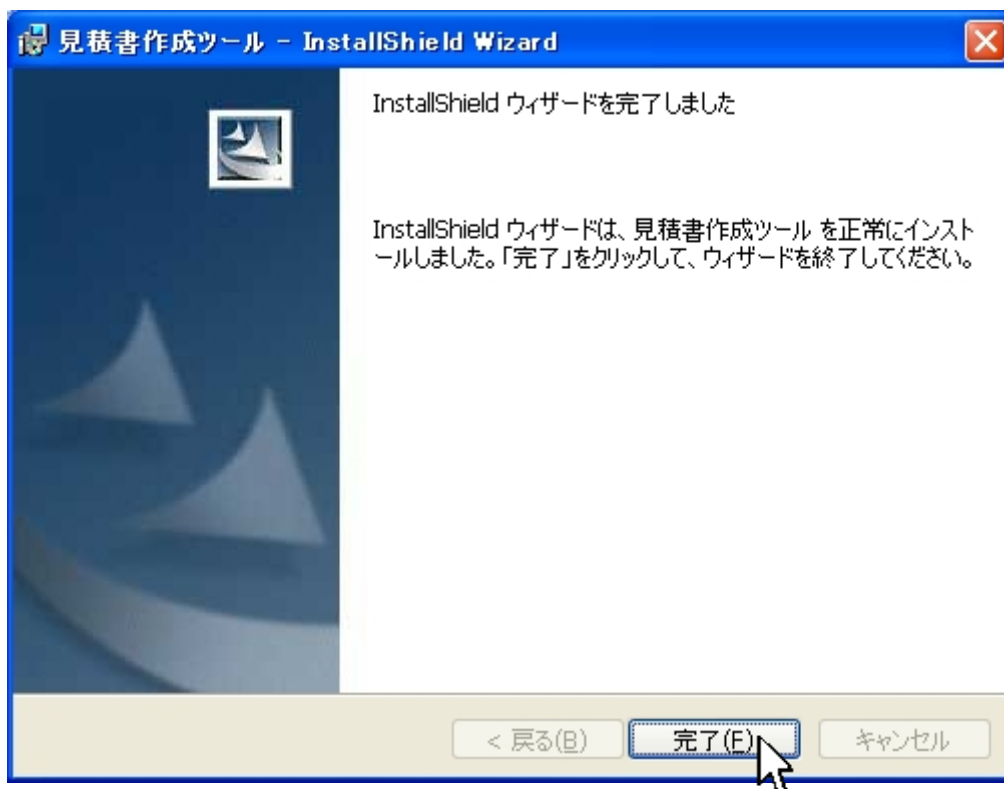 見積書作成ツール - InstallShield Wizard
InstallShield ウィザードを完了しました
InstallShield ウィザードは、見積書作成ツール を正常にインスト
ールしました。「完了」をクリックして、ウィザードを終了してください。
< 戻る(B)
完了(F)
キャンセル